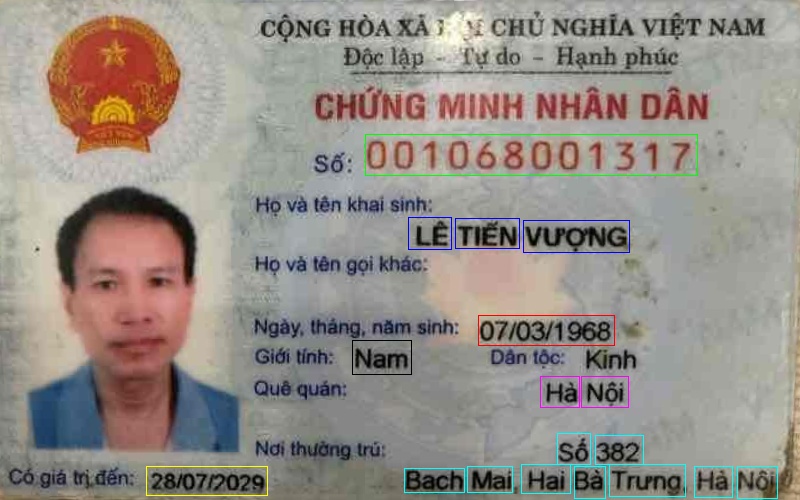 CỘNG HÒA XÃ CHỦ NGHĨA VIỆT NAM
Độc lập - Tự do - Hạnh phúc
CHỨNG MINH NHÂN DÂN
Số: 001068001317
Họ và tên khai sinh:
LÊ TIẾN VƯỢNG
Họ và tên gọi khác:
Ngày, tháng, năm sinh: 07/03/1968
Giới tính: Nam Dân tộc: Kinh
Quê quán: Hà Nội
Nơi thường trú: Số 382
Có giá trị đến: 28/07/2029 Bạch Mai, Hai Bà Trưng, Hà Nội